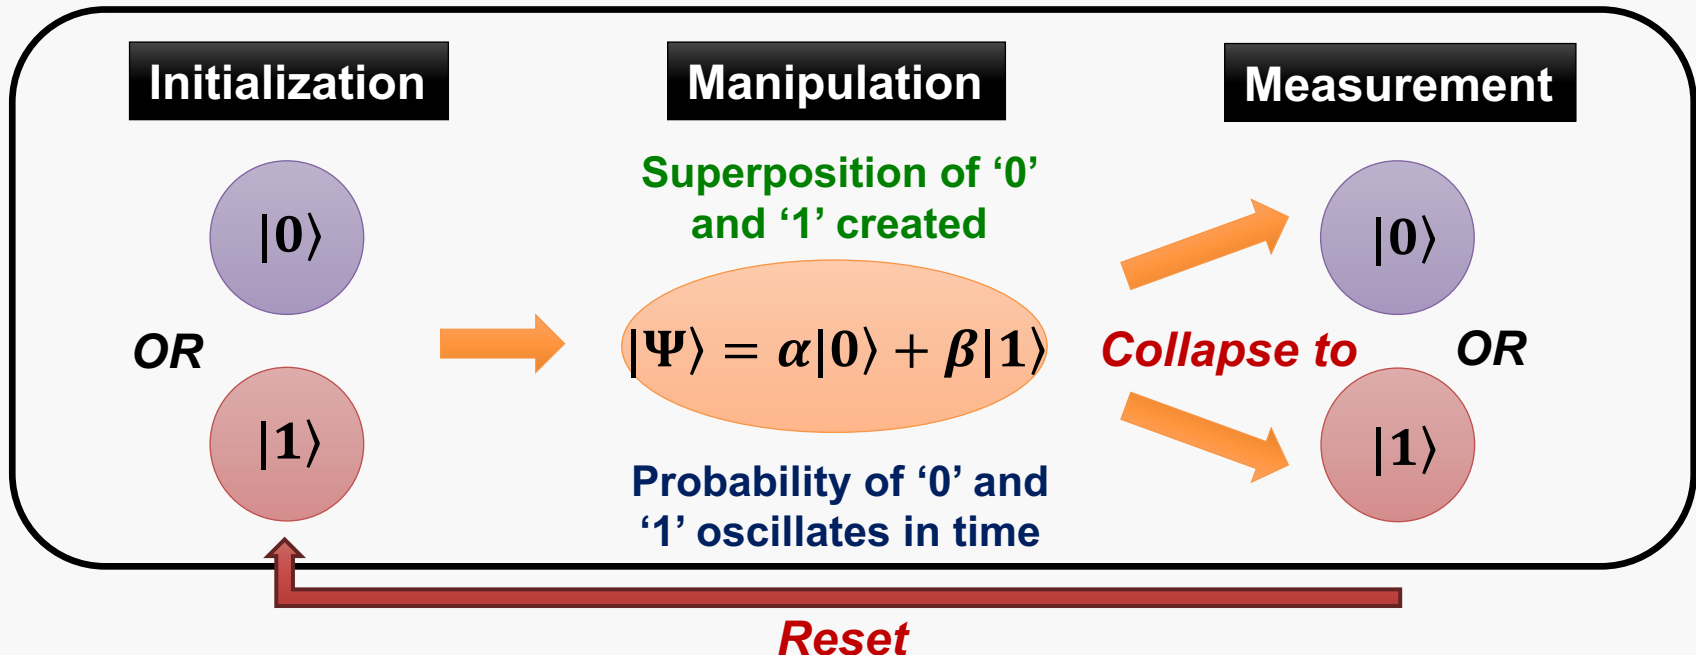 Initialization
|0⟩
OR
|1⟩
Manipulation
Superposition of ‘0’
and ‘1’ created
|Ψ⟩ = α|0⟩ + β|1⟩
Probability of ‘0’ and
‘1’ oscillates in time
Measurement
Collapse to
|0⟩
OR
|1⟩
Reset